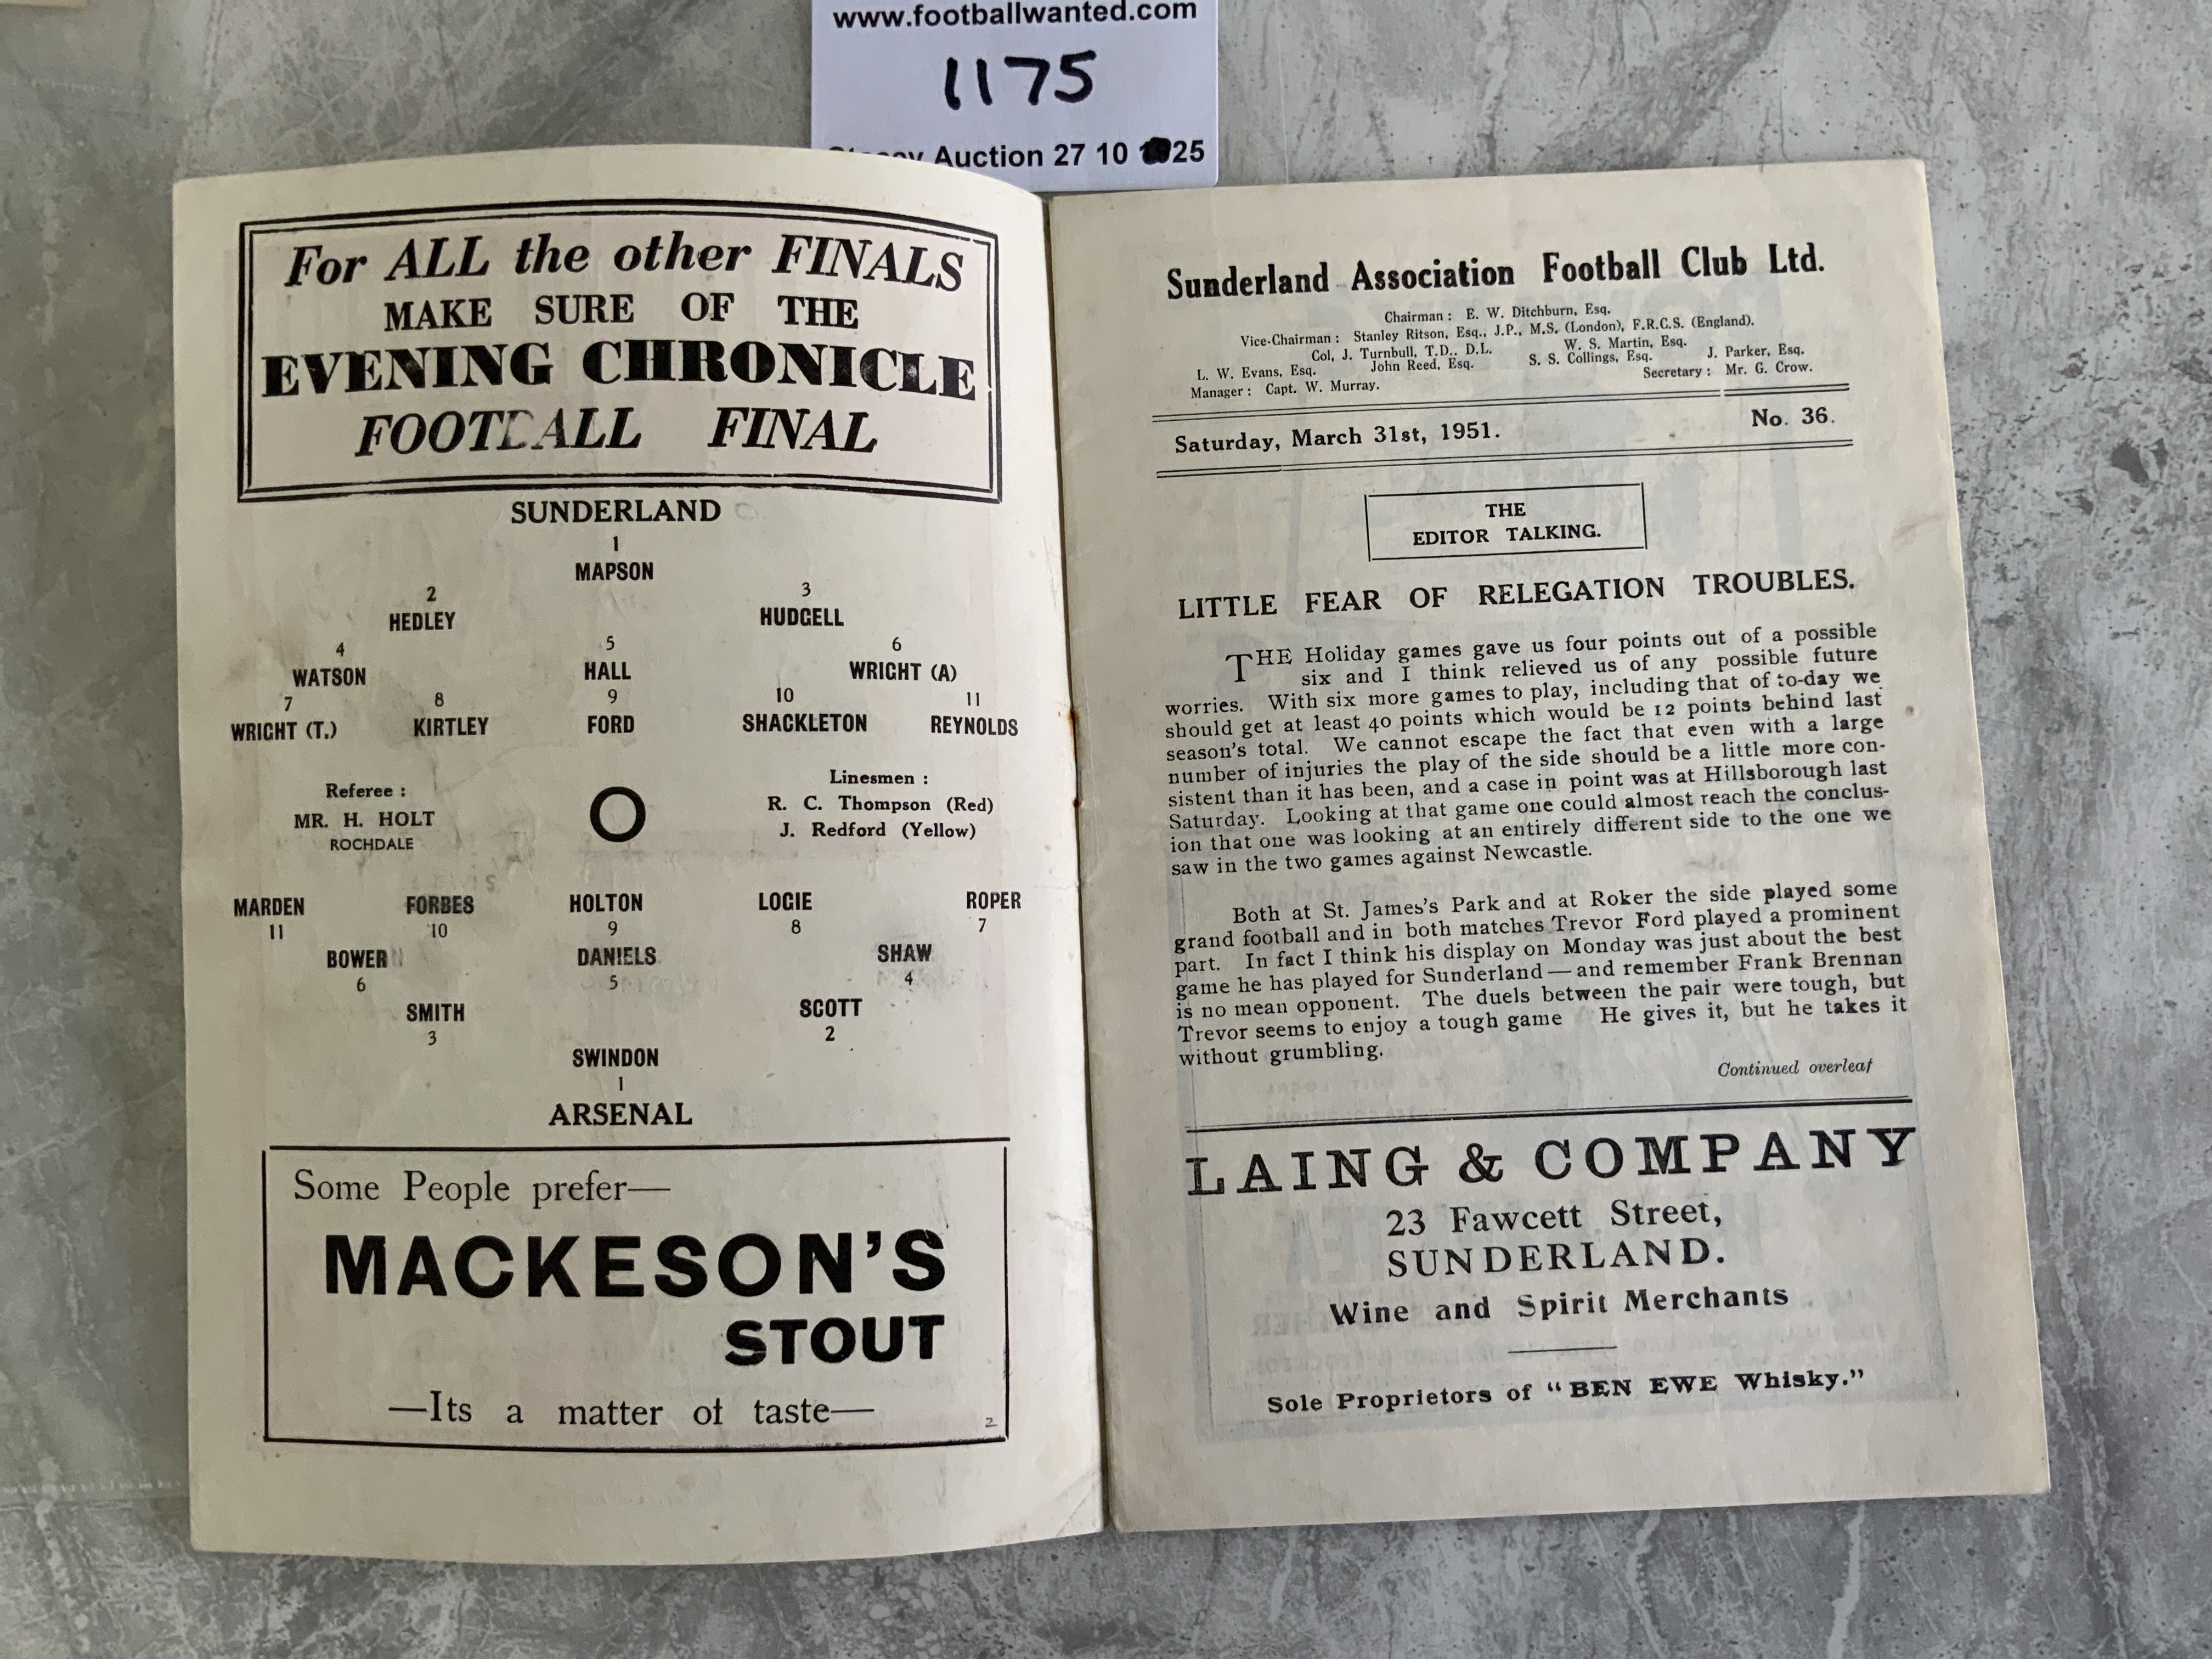 www.footballwanted.com
1175
Auction 27 10 25
For ALL the other FINALS
MAKE SURE OF THE
EVENING CHRONICLE
FOOTBALL FINAL
SUNDERLAND
1
MAPSON
2 3
HEDLEY HUDGELL
4 5 6
WATSON HALL WRIGHT (A)
7 8 9 10 11
WRIGHT (T.) KIRTLEY FORD SHACKLETON REYNOLDS
Referee :
MR. H. HOLT
ROCHDALE
O
Linesmen :
R. C. Thompson (Red)
J. Redford (Yellow)
MARDEN FORBES HOLTON LOGIE ROPER
11 10 9 8 7
BOWER DANIELS SHAW
6 5 4
SMITH SCOTT
3 2
SWINDON
1
ARSENAL
Some People prefer—
MACKESON'S
STOUT
—Its a matter of taste—
2
Sunderland Association Football Club Ltd.
Chairman : E. W. Ditchburn, Esq.
Vice-Chairman : Stanley Ritson, Esq., J.P., M.S. (London), F.R.C.S. (England).
Col, J. Turnbull, T.D., D.L. W. S. Martin, Esq.
L. W. Evans, Esq. John Reed, Esq. S. S. Collings, Esq. J. Parker, Esq.
Manager : Capt. W. Murray. Secretary : Mr. G. Crow.
Saturday, March 31st, 1951. No. 36.
THE
EDITOR TALKING.
LITTLE FEAR OF RELEGATION TROUBLES.
THE Holiday games gave us four points out of a possible
six and I think relieved us of any possible future
worries. With six more games to play, including that of to-day we
should get at least 40 points which would be 12 points behind last
season's total. We cannot escape the fact that even with a large
number of injuries the play of the side should be a little more con-
sistent than it has been, and a case in point was at Hillsborough last
Saturday. Looking at that game one could almost reach the conclus-
ion that one was looking at an entirely different side to the one we
saw in the two games against Newcastle.
Both at St. James's Park and at Roker the side played some
grand football and in both matches Trevor Ford played a prominent
part. In fact I think his display on Monday was just about the best
game he has played for Sunderland — and remember Frank Brennan
is no mean opponent. The duels between the pair were tough, but
Trevor seems to enjoy a tough game He gives it, but he takes it
without grumbling.
Continued overleaf
LAING & COMPANY
23 Fawcett Street,
SUNDERLAND.
Wine and Spirit Merchants
Sole Proprietors of "BEN EWE Whisky."